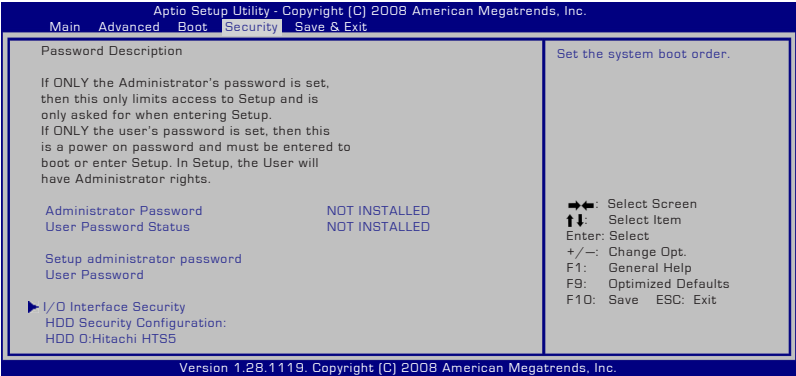 Aptio Setup Utility - Copyright (C) 2008 American Megatrends, Inc.
Main Advanced Boot Security Save & Exit
Password Description
If ONLY the Administrator's password is set,
then this only limits access to Setup and is
only asked for when entering Setup.
If ONLY the user's password is set, then this
is a power on password and must be entered to
boot or enter Setup. In Setup, the User will
have Administrator rights.
Administrator Password NOT INSTALLED
User Password Status NOT INSTALLED
Setup administrator password
User Password
I/O Interface Security
HDD Security Configuration:
HDD 0:Hitachi HTS5
Set the system boot order.
→←: Select Screen
↑↓: Select Item
Enter: Select
+/—: Change Opt.
F1: General Help
F9: Optimized Defaults
F10: Save ESC: Exit
Version 1.28.1119. Copyright (C) 2008 American Megatrends, Inc.